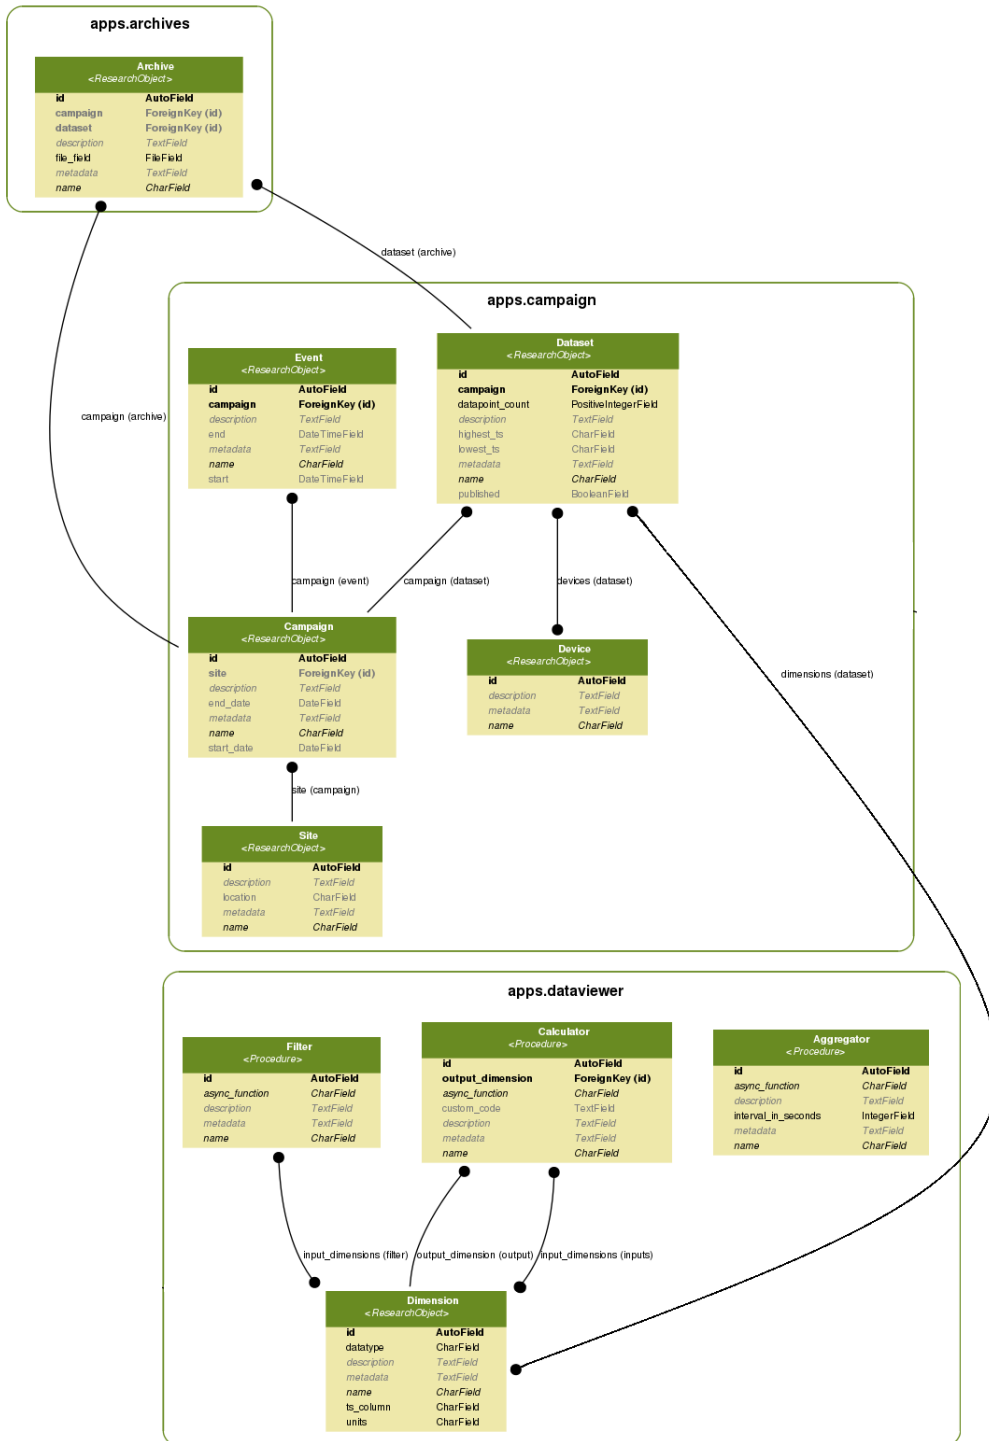 apps.archives
Archive
<ResearchObject>
id AutoField
campaign ForeignKey (id)
dataset ForeignKey (id)
description TextField
file_field FileField
metadata TextField
name CharField
dataset (archive)
campaign (archive)
apps.campaign
Event
<ResearchObject>
id AutoField
campaign ForeignKey (id)
description TextField
end DateTimeField
metadata TextField
name CharField
start DateTimeField
Dataset
<ResearchObject>
id AutoField
campaign ForeignKey (id)
datapoint_count PositiveIntegerField
description TextField
highest_ts CharField
lowest_ts CharField
metadata TextField
name CharField
published BooleanField
campaign (event)
campaign (dataset)
devices (dataset)
dimensions (dataset)
Campaign
<ResearchObject>
id AutoField
site ForeignKey (id)
description TextField
end_date DateField
metadata TextField
name CharField
start_date DateField
Device
<ResearchObject>
id AutoField
description TextField
metadata TextField
name CharField
site (campaign)
Site
<ResearchObject>
id AutoField
description TextField
location CharField
metadata TextField
name CharField
apps.dataviewer
Filter
<Procedure>
id AutoField
async_function CharField
description TextField
metadata TextField
name CharField
Calculator
<Procedure>
id AutoField
output_dimension ForeignKey (id)
async_function CharField
custom_code TextField
description TextField
metadata TextField
name CharField
Aggregator
<Procedure>
id AutoField
async_function CharField
description TextField
interval_in_seconds IntegerField
metadata TextField
name CharField
input_dimensions (filter)
output_dimension (output)
input_dimensions (inputs)
Dimension
<ResearchObject>
id AutoField
datatype CharField
description TextField
metadata TextField
name CharField
ts_column CharField
units CharField